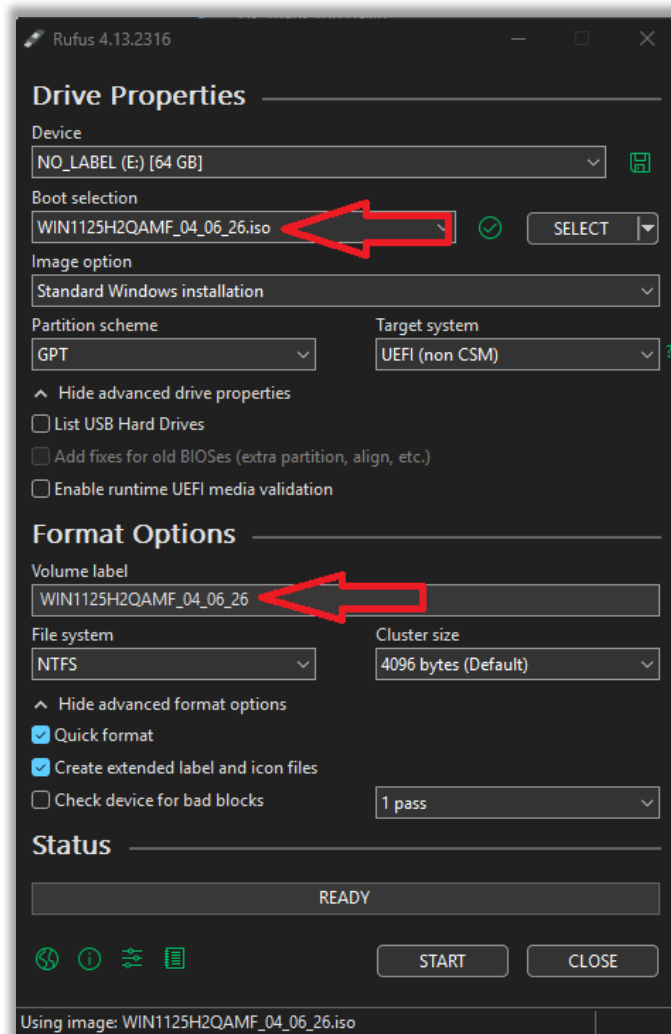 Rufus 4.13.2316
Drive Properties
Device
NO_LABEL (E:) [64 GB]
Boot selection
WIN1125H2QAMF_04_06_26.iso
SELECT
Image option
Standard Windows installation
Partition scheme
Target system
GPT
UEFI (non CSM)
?
Hide advanced drive properties
List USB Hard Drives
Add fixes for old BIOSes (extra partition, align, etc.)
Enable runtime UEFI media validation
Format Options
Volume label
WIN1125H2QAMF_04_06_26
File system
Cluster size
NTFS
4096 bytes (Default)
Hide advanced format options
Quick format
Create extended label and icon files
Check device for bad blocks
1 pass
Status
READY
START
CLOSE
Using image: WIN1125H2QAMF_04_06_26.iso